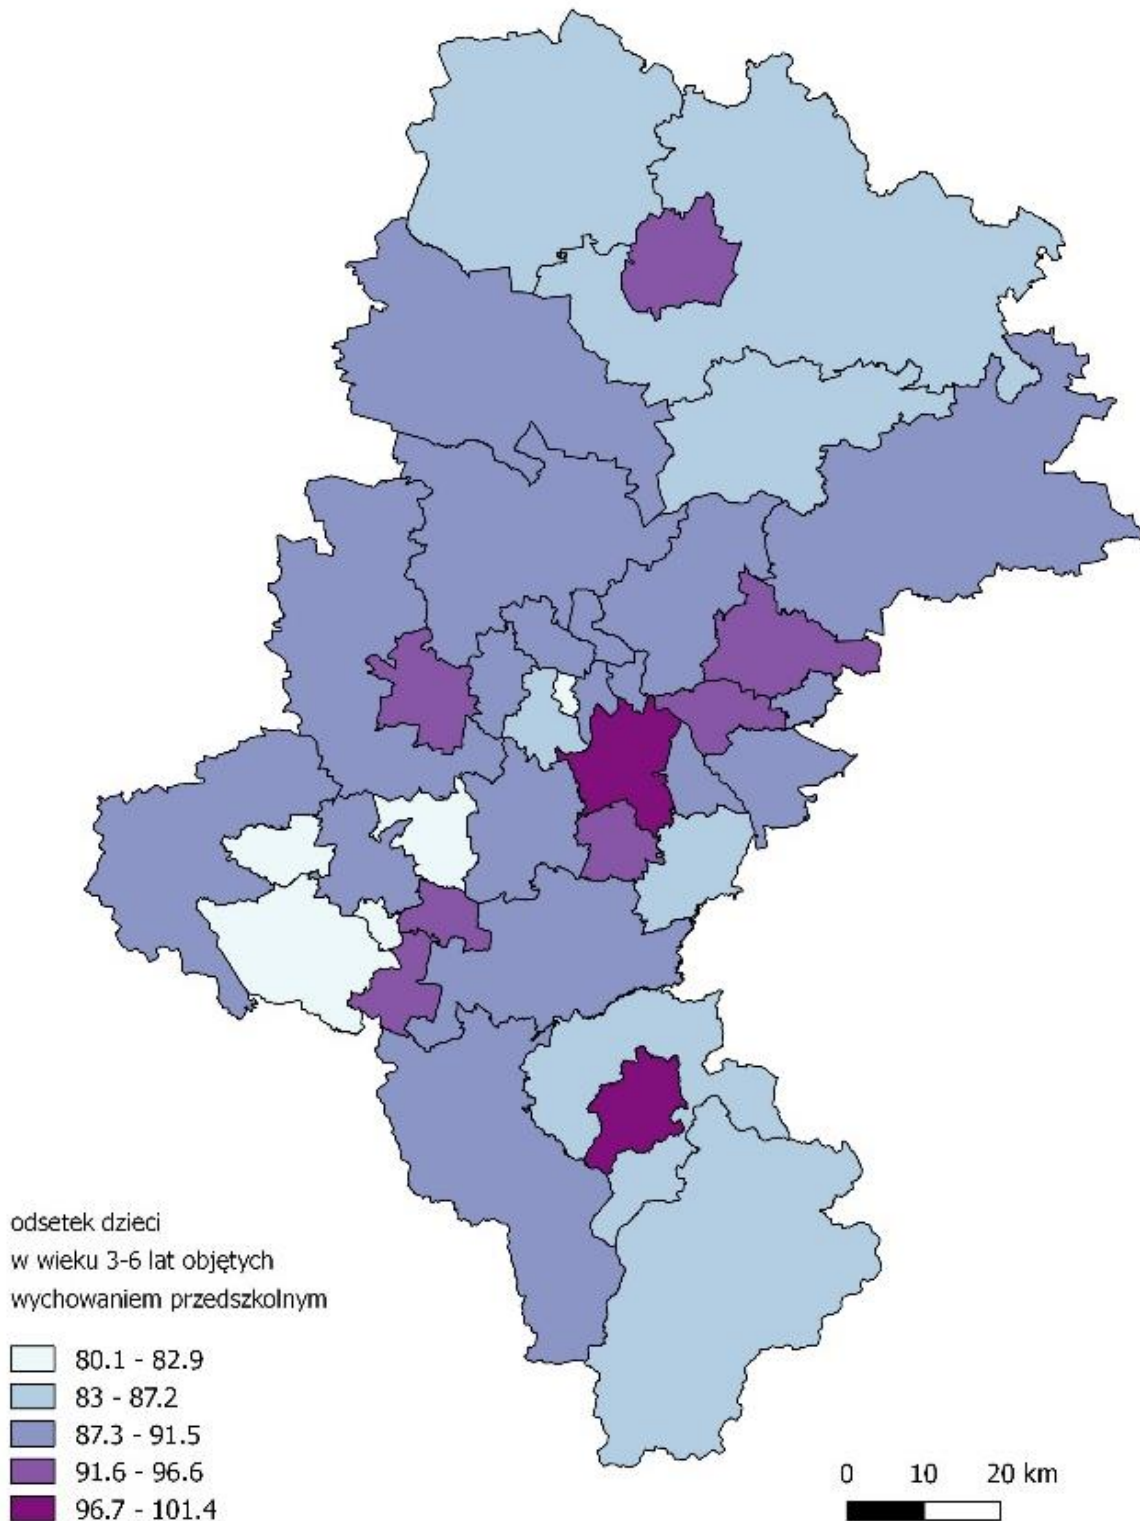 odsetek dzieci
w wieku 3-6 lat objętych
wychowaniem przedszkolnym
80.1 - 82.9
83 - 87.2
87.3 - 91.5
91.6 - 96.6
96.7 - 101.4
0 10 20 km